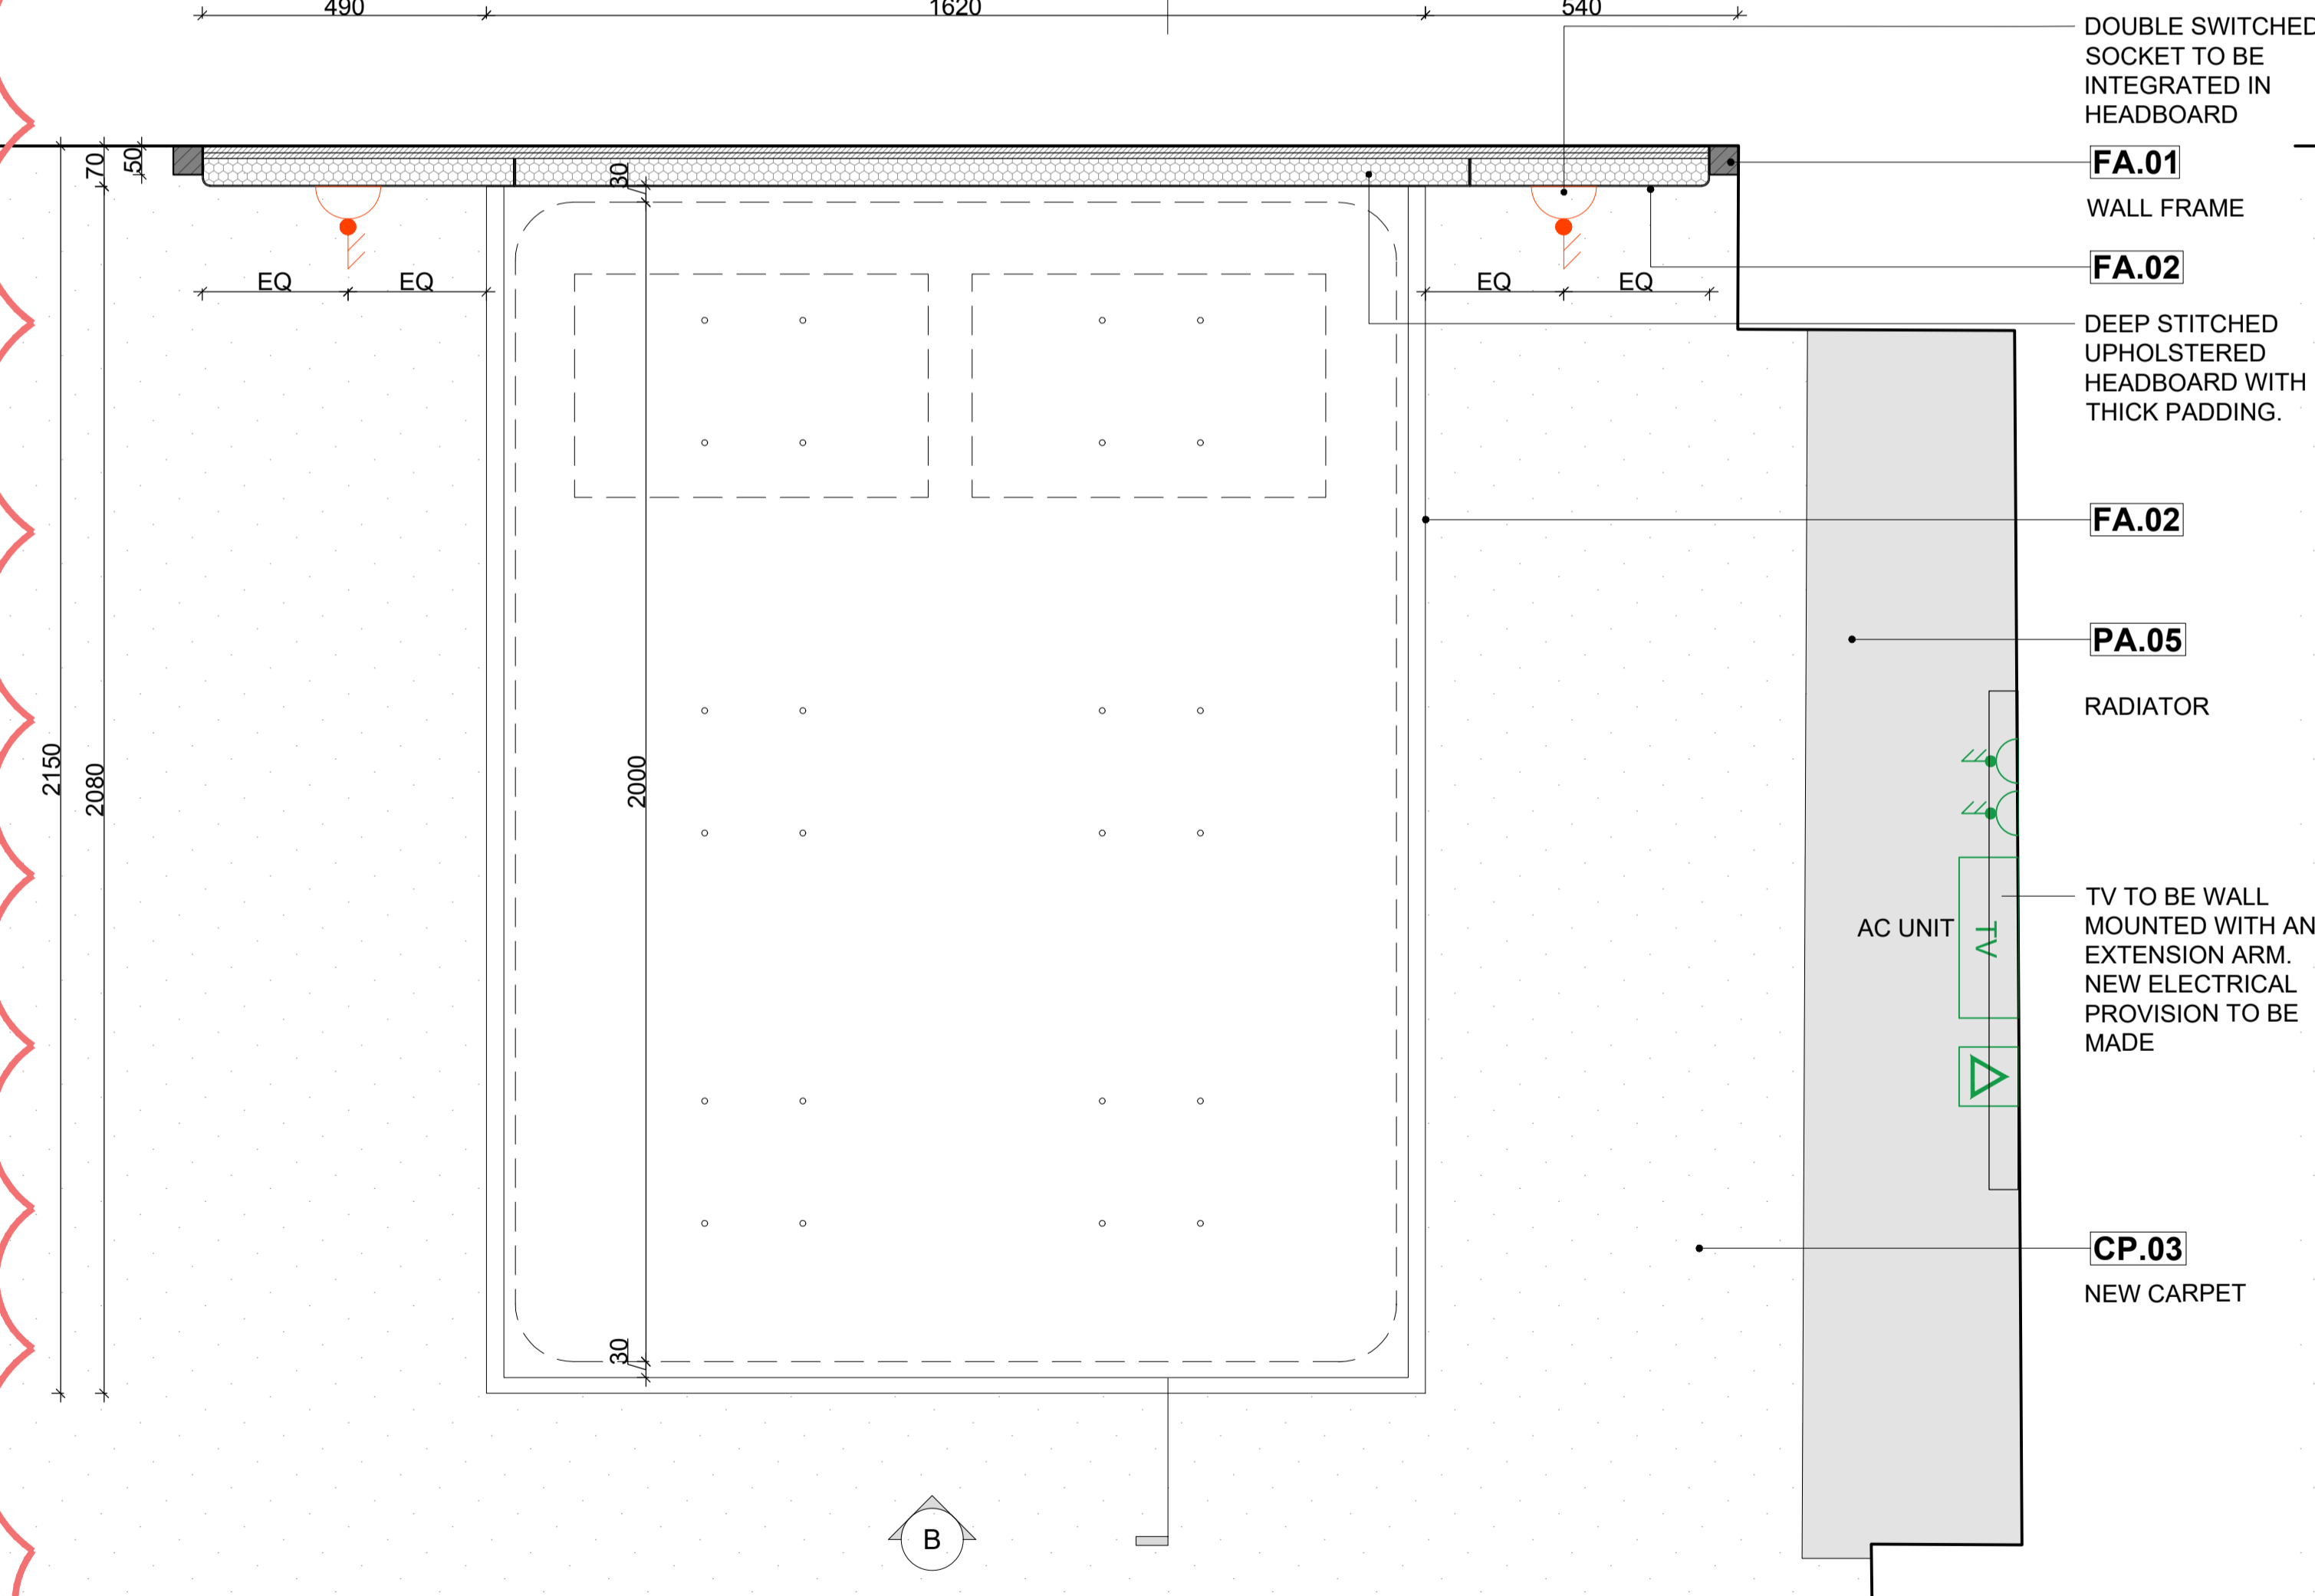 490
1620
540
DOUBLE SWITCHED
SOCKET TO BE
INTEGRATED IN
HEADBOARD
70
50
30
FA.01
WALL FRAME
FA.02
EQ
EQ
EQ
EQ
DEEP STITCHED
UPHOLSTERED
HEADBOARD WITH
THICK PADDING.
FA.02
PA.05
RADIATOR
2150
2080
2000
TV TO BE WALL
MOUNTED WITH AN
EXTENSION ARM.
NEW ELECTRICAL
PROVISION TO BE
MADE
AC UNIT
TV
CP.03
NEW CARPET
30
B